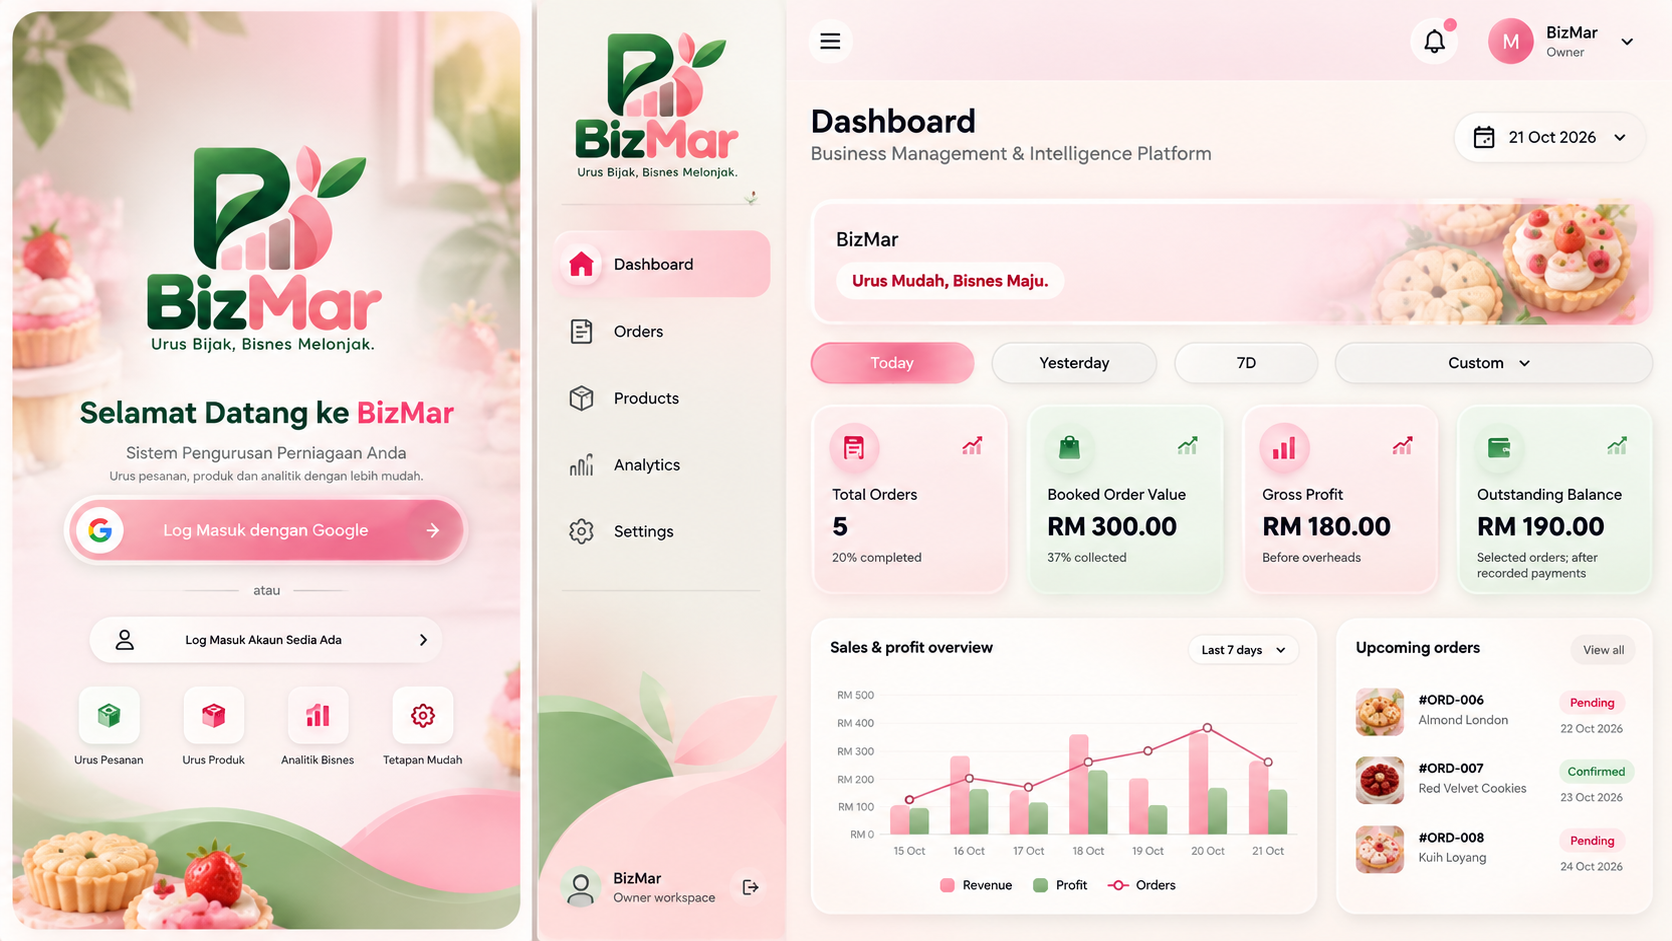 BizMar
Urus Bijak, Bisnes Melonjak.
Selamat Datang ke BizMar
Sistem Pengurusan Perniagaan Anda
Urus pesanan, produk dan analitik dengan lebih mudah.
Log Masuk dengan Google
atau
Log Masuk Akaun Sedia Ada
Urus Pesanan
Urus Produk
Analitik Bisnes
Tetapan Mudah
BizMar
Urus Bijak, Bisnes Melonjak.
Dashboard
Orders
Products
Analytics
Settings
BizMar
Owner workspace
M
BizMar
Owner
Dashboard
Business Management & Intelligence Platform
21 Oct 2026
BizMar
Urus Mudah, Bisnes Maju.
Today
Yesterday
7D
Custom
Total Orders
5
20% completed
Booked Order Value
RM 300.00
37% collected
Gross Profit
RM 180.00
Before overheads
Outstanding Balance
RM 190.00
Selected orders; after
recorded payments
Sales & profit overview
Last 7 days
RM 500
RM 400
RM 300
RM 200
RM 100
RM 0
15 Oct
16 Oct
17 Oct
18 Oct
19 Oct
20 Oct
21 Oct
Revenue
Profit
Orders
Upcoming orders
View all
#ORD-006
Almond London
Pending
22 Oct 2026
#ORD-007
Red Velvet Cookies
Confirmed
23 Oct 2026
#ORD-008
Kuih Loyang
Pending
24 Oct 2026